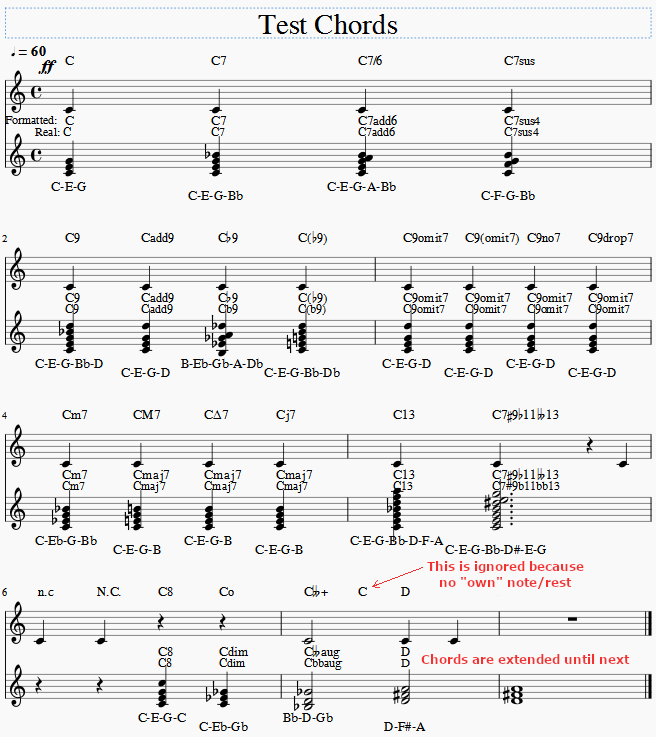 Test Chords
♩ = 60
ff
C C7 C7/6 C7sus
Formatted: C C7 C7add6 C7sus4
Real: C C7 C7add6 C7sus4
C-E-G C-E-G-Bb C-E-G-A-Bb C-F-G-Bb
2 C9 Cadd9 C♭9 C(♭9) C9omit7 C9(omit7) C9no7 C9drop7
C9 Cadd9 C♭9 C(♭9) C9omit7 C9omit7 C9omit7 C9omit7
C9 Cadd9 Cb9 C(b9) C9omit7 C9omit7 C9omit7 C9omit7
C-E-G-Bb-D C-E-G-D B-Eb-Gb-A-Db C-E-G-Bb-Db C-E-G-D C-E-G-D C-E-G-D C-E-G-D
4 Cm7 CM7 CΔ7 Cj7 C13 C7♯9♭11𝄫13
Cm7 Cmaj7 Cmaj7 Cmaj7 C13 C7♯9♭11𝄫13
Cm7 Cmaj7 Cmaj7 Cmaj7 C13 C7#9b11bb13
C-Eb-G-Bb C-E-G-B C-E-G-B C-E-G-B C-E-G-Bb-D-F-A C-E-G-Bb-D#-E-G
This is ignored because
no "own" note/rest
6 n.c N.C. C8 Co C𝄫+ C D
C8 Cdim C𝄫aug D
C8 Cdim Cbbaug D
Chords are extended until next
C-E-G-C C-Eb-Gb Bb-D-Gb D-F#-A